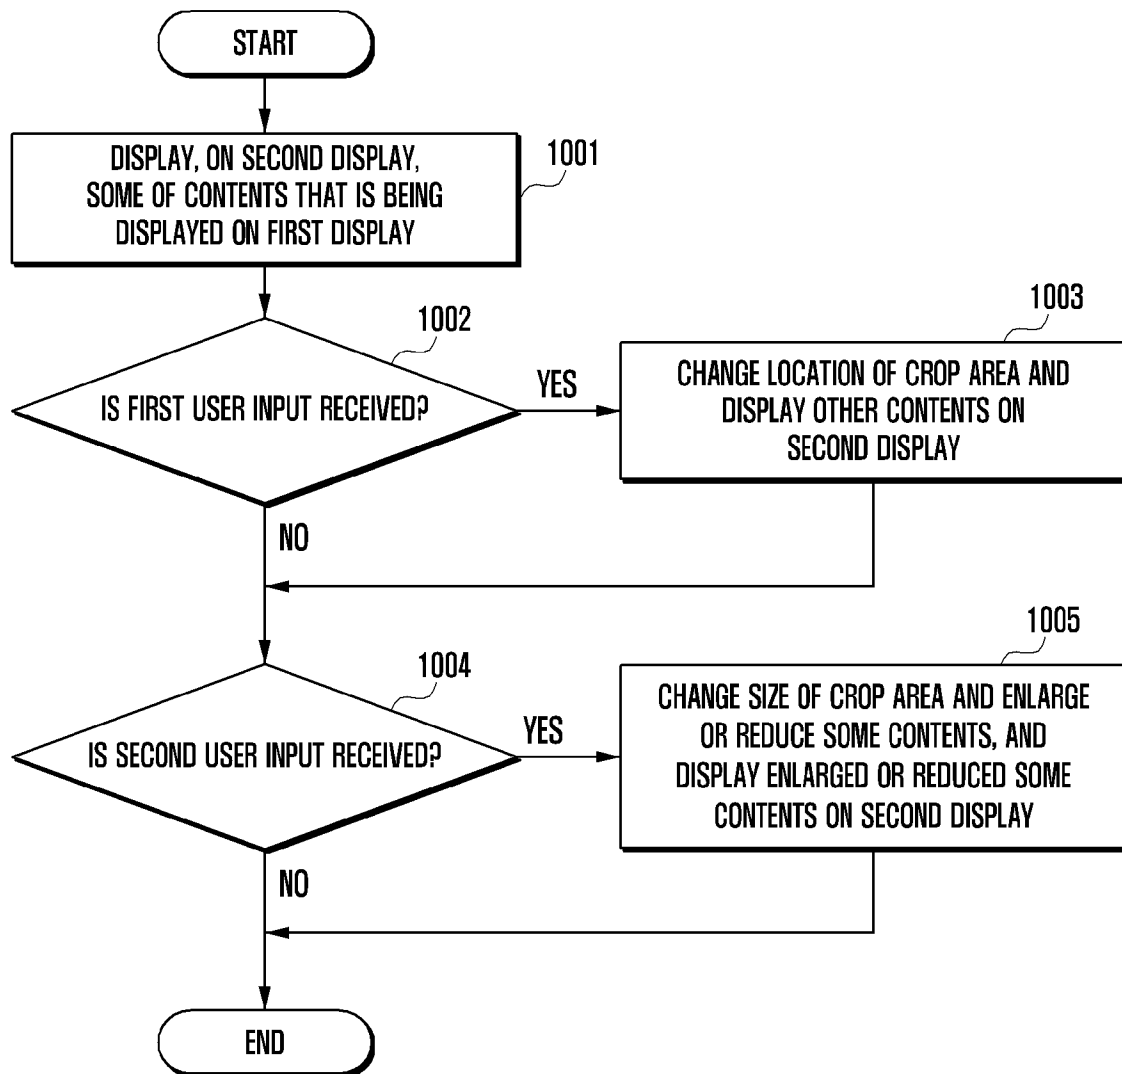 START
DISPLAY, ON SECOND DISPLAY,
SOME OF CONTENTS THAT IS BEING
DISPLAYED ON FIRST DISPLAY
1001
1002
IS FIRST USER INPUT RECEIVED?
YES
1003
CHANGE LOCATION OF CROP AREA AND
DISPLAY OTHER CONTENTS ON
SECOND DISPLAY
NO
1004
IS SECOND USER INPUT RECEIVED?
YES
1005
CHANGE SIZE OF CROP AREA AND ENLARGE
OR REDUCE SOME CONTENTS, AND
DISPLAY ENLARGED OR REDUCED SOME
CONTENTS ON SECOND DISPLAY
NO
END